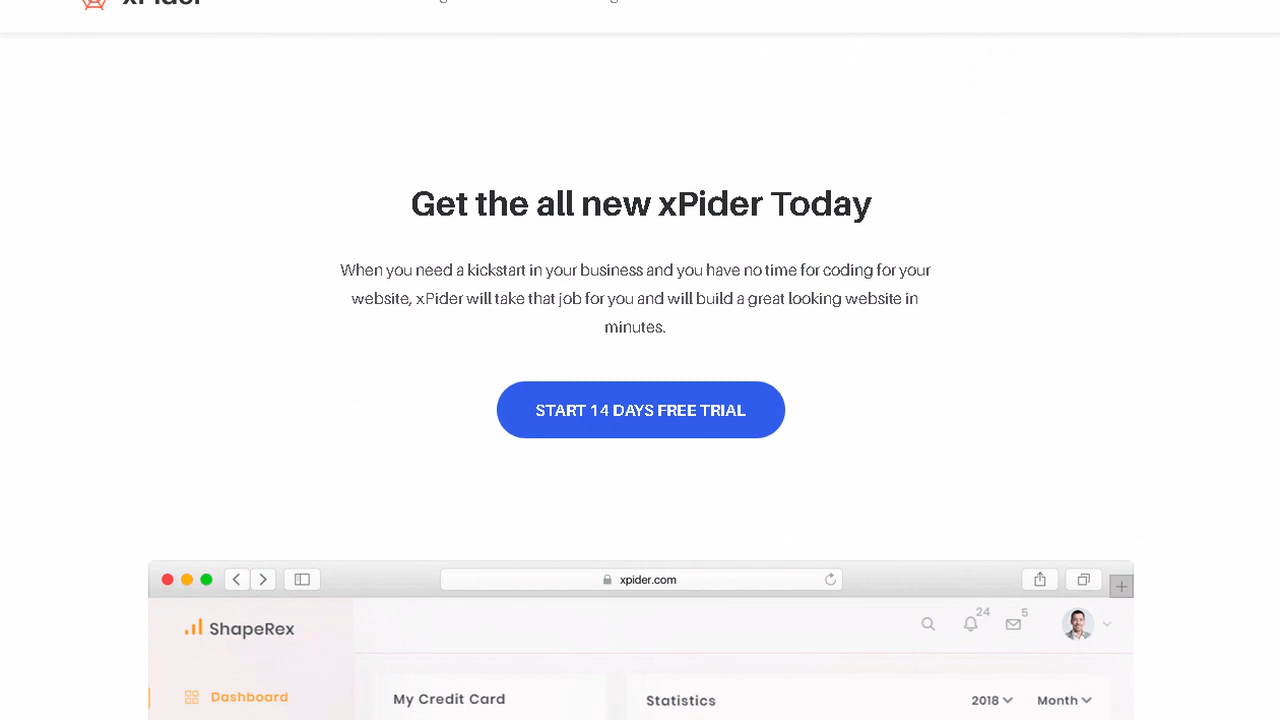 xPider
Get the all new xPider Today
When you need a kickstart in your business and you have no time for coding for your
website, xPider will take that job for you and will build a great looking website in
minutes.
START 14 DAYS FREE TRIAL
xpider.com
24
5
ShapeRex
Dashboard
My Credit Card
Statistics
2018
Month